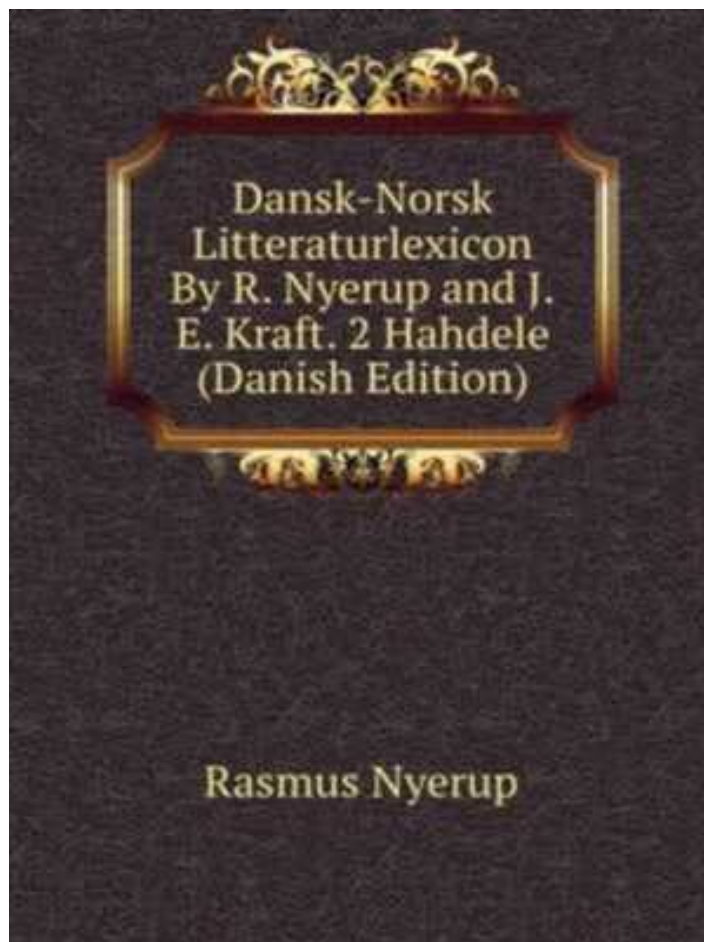 Dansk-Norsk
Litteraturlexicon
By R. Nyerup and J.
E. Kraft. 2 Hahdele
(Danish Edition)
Rasmus Nyerup